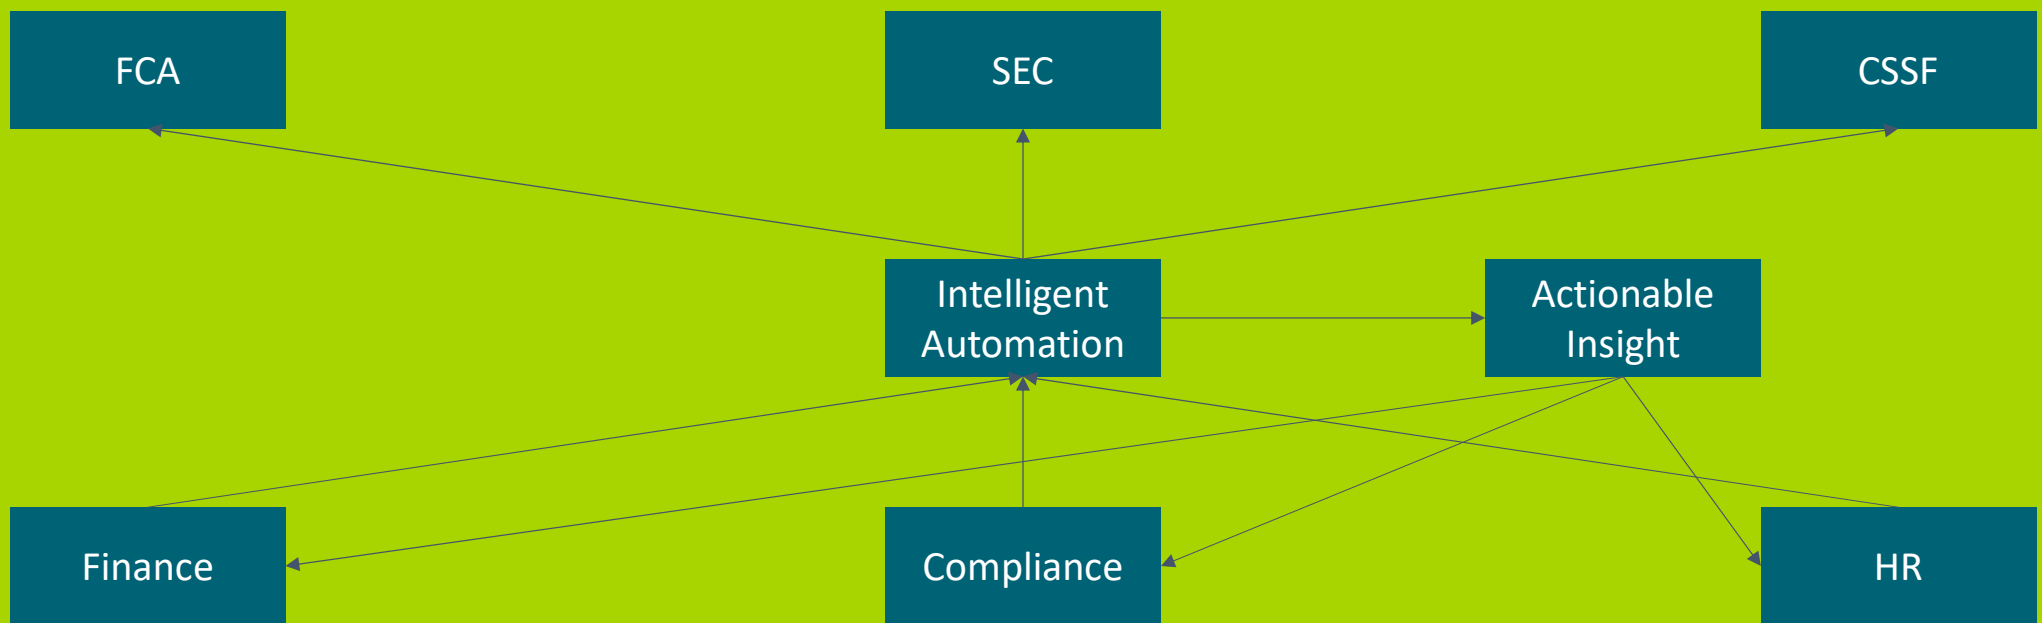 FCA
SEC
CSSF
Intelligent
Automation
Actionable
Insight
Finance
Compliance
HR